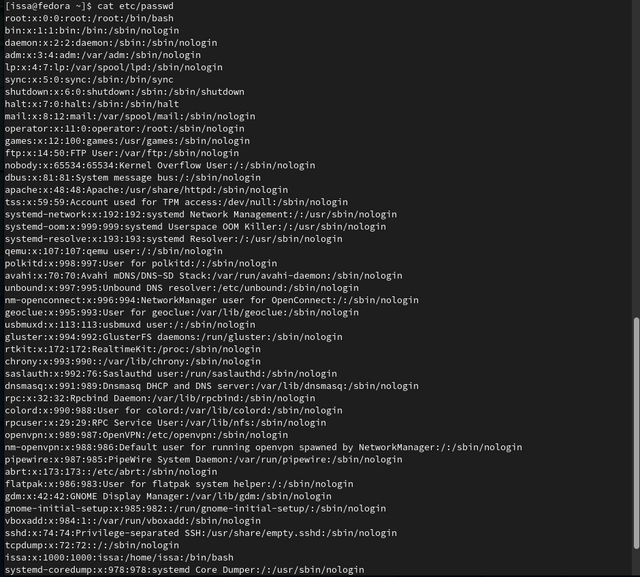 [issa@fedora ~]$ cat etc/passwd
root:x:0:0:root:/root:/bin/bash
bin:x:1:1:bin:/bin:/sbin/nologin
daemon:x:2:2:daemon:/sbin:/sbin/nologin
adm:x:3:4:adm:/var/adm:/sbin/nologin
lp:x:4:7:lp:/var/spool/lpd:/sbin/nologin
sync:x:5:0:sync:/sbin:/bin/sync
shutdown:x:6:0:shutdown:/sbin:/sbin/shutdown
halt:x:7:0:halt:/sbin:/sbin/halt
mail:x:8:12:mail:/var/spool/mail:/sbin/nologin
operator:x:11:0:operator:/root:/sbin/nologin
games:x:12:100:games:/usr/games:/sbin/nologin
ftp:x:14:50:FTP User:/var/ftp:/sbin/nologin
nobody:x:65534:65534:Kernel Overflow User:/:/sbin/nologin
dbus:x:81:81:System message bus:/:/sbin/nologin
apache:x:48:48:Apache:/usr/share/httpd:/sbin/nologin
tss:x:59:59:Account used for TPM access:/dev/null:/sbin/nologin
systemd-network:x:192:192:systemd Network Management:/:/usr/sbin/nologin
systemd-oom:x:999:999:systemd Userspace OOM Killer:/:/usr/sbin/nologin
systemd-resolve:x:193:193:systemd Resolver:/:/usr/sbin/nologin
qemu:x:107:107:qemu user:/:/sbin/nologin
polkitd:x:998:997:User for polkitd:/:/sbin/nologin
avahi:x:70:70:Avahi mDNS/DNS-SD Stack:/var/run/avahi-daemon:/sbin/nologin
unbound:x:997:995:Unbound DNS resolver:/etc/unbound:/sbin/nologin
nm-openconnect:x:996:994:NetworkManager user for OpenConnect:/:/sbin/nologin
geoclue:x:995:993:User for geoclue:/var/lib/geoclue:/sbin/nologin
usbmuxd:x:113:113:usbmuxd user:/:/sbin/nologin
gluster:x:994:992:GlusterFS daemons:/run/gluster:/sbin/nologin
rtkit:x:172:172:RealtimeKit:/proc:/sbin/nologin
chrony:x:993:990::/var/lib/chrony:/sbin/nologin
saslauth:x:992:76:Saslauthd user:/run/saslauthd:/sbin/nologin
dnsmasq:x:991:989:Dnsmasq DHCP and DNS server:/var/lib/dnsmasq:/sbin/nologin
rpc:x:32:32:Rpcbind Daemon:/var/lib/rpcbind:/sbin/nologin
colord:x:990:988:User for colord:/var/lib/colord:/sbin/nologin
rpcuser:x:29:29:RPC Service User:/var/lib/nfs:/sbin/nologin
openvpn:x:989:987:OpenVPN:/etc/openvpn:/sbin/nologin
nm-openvpn:x:988:986:Default user for running openvpn spawned by NetworkManager:/:/sbin/nologin
pipewire:x:987:985:PipeWire System Daemon:/var/run/pipewire:/sbin/nologin
abrt:x:173:173::/etc/abrt:/sbin/nologin
flatpak:x:986:983:User for flatpak system helper:/:/sbin/nologin
gdm:x:42:42:GNOME Display Manager:/var/lib/gdm:/sbin/nologin
gnome-initial-setup:x:985:982::/run/gnome-initial-setup/:/sbin/nologin
vboxadd:x:984:1::/var/run/vboxadd:/sbin/nologin
sshd:x:74:74:Privilege-separated SSH:/usr/share/empty.sshd:/sbin/nologin
tcpdump:x:72:72::/:/sbin/nologin
issa:x:1000:1000:issa:/home/issa:/bin/bash
systemd-coredump:x:978:978:systemd Core Dumper:/:/usr/sbin/nologin